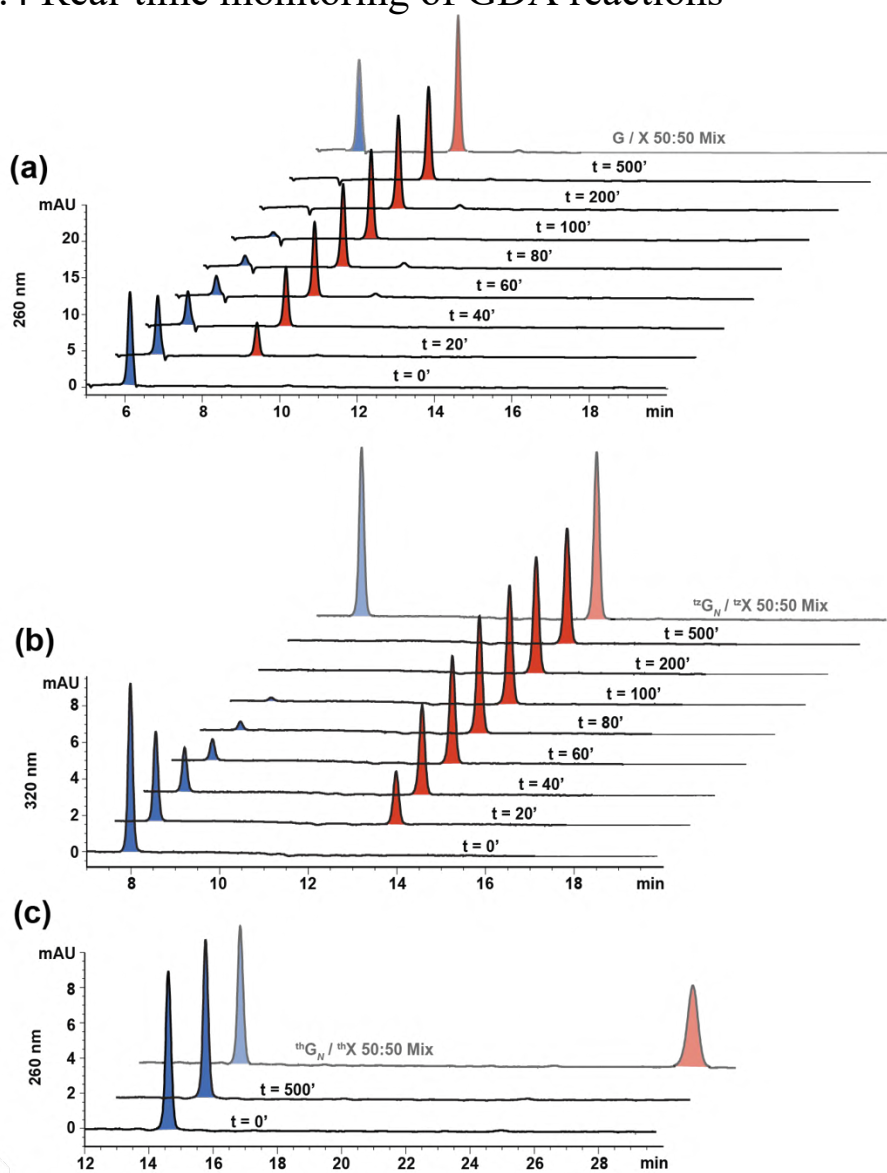 .4 Real-time monitoring of GDA reactions
(a)
G / X 50:50 Mix
t = 500’
t = 200’
t = 100’
t = 80’
t = 60’
t = 40’
t = 20’
t = 0’
mAU
20
15
10
5
0
260 nm
6 8 10 12 14 16 18 min
(b)
tzGN / tzX 50:50 Mix
t = 500’
t = 200’
t = 100’
t = 80’
t = 60’
t = 40’
t = 20’
t = 0’
mAU
8
6
4
2
0
320 nm
8 10 12 14 16 18 min
(c)
mAU
8
6
4
2
0
260 nm
thGN / thX 50:50 Mix
t = 500’
t = 0’
12 14 16 18 20 22 24 26 28 min